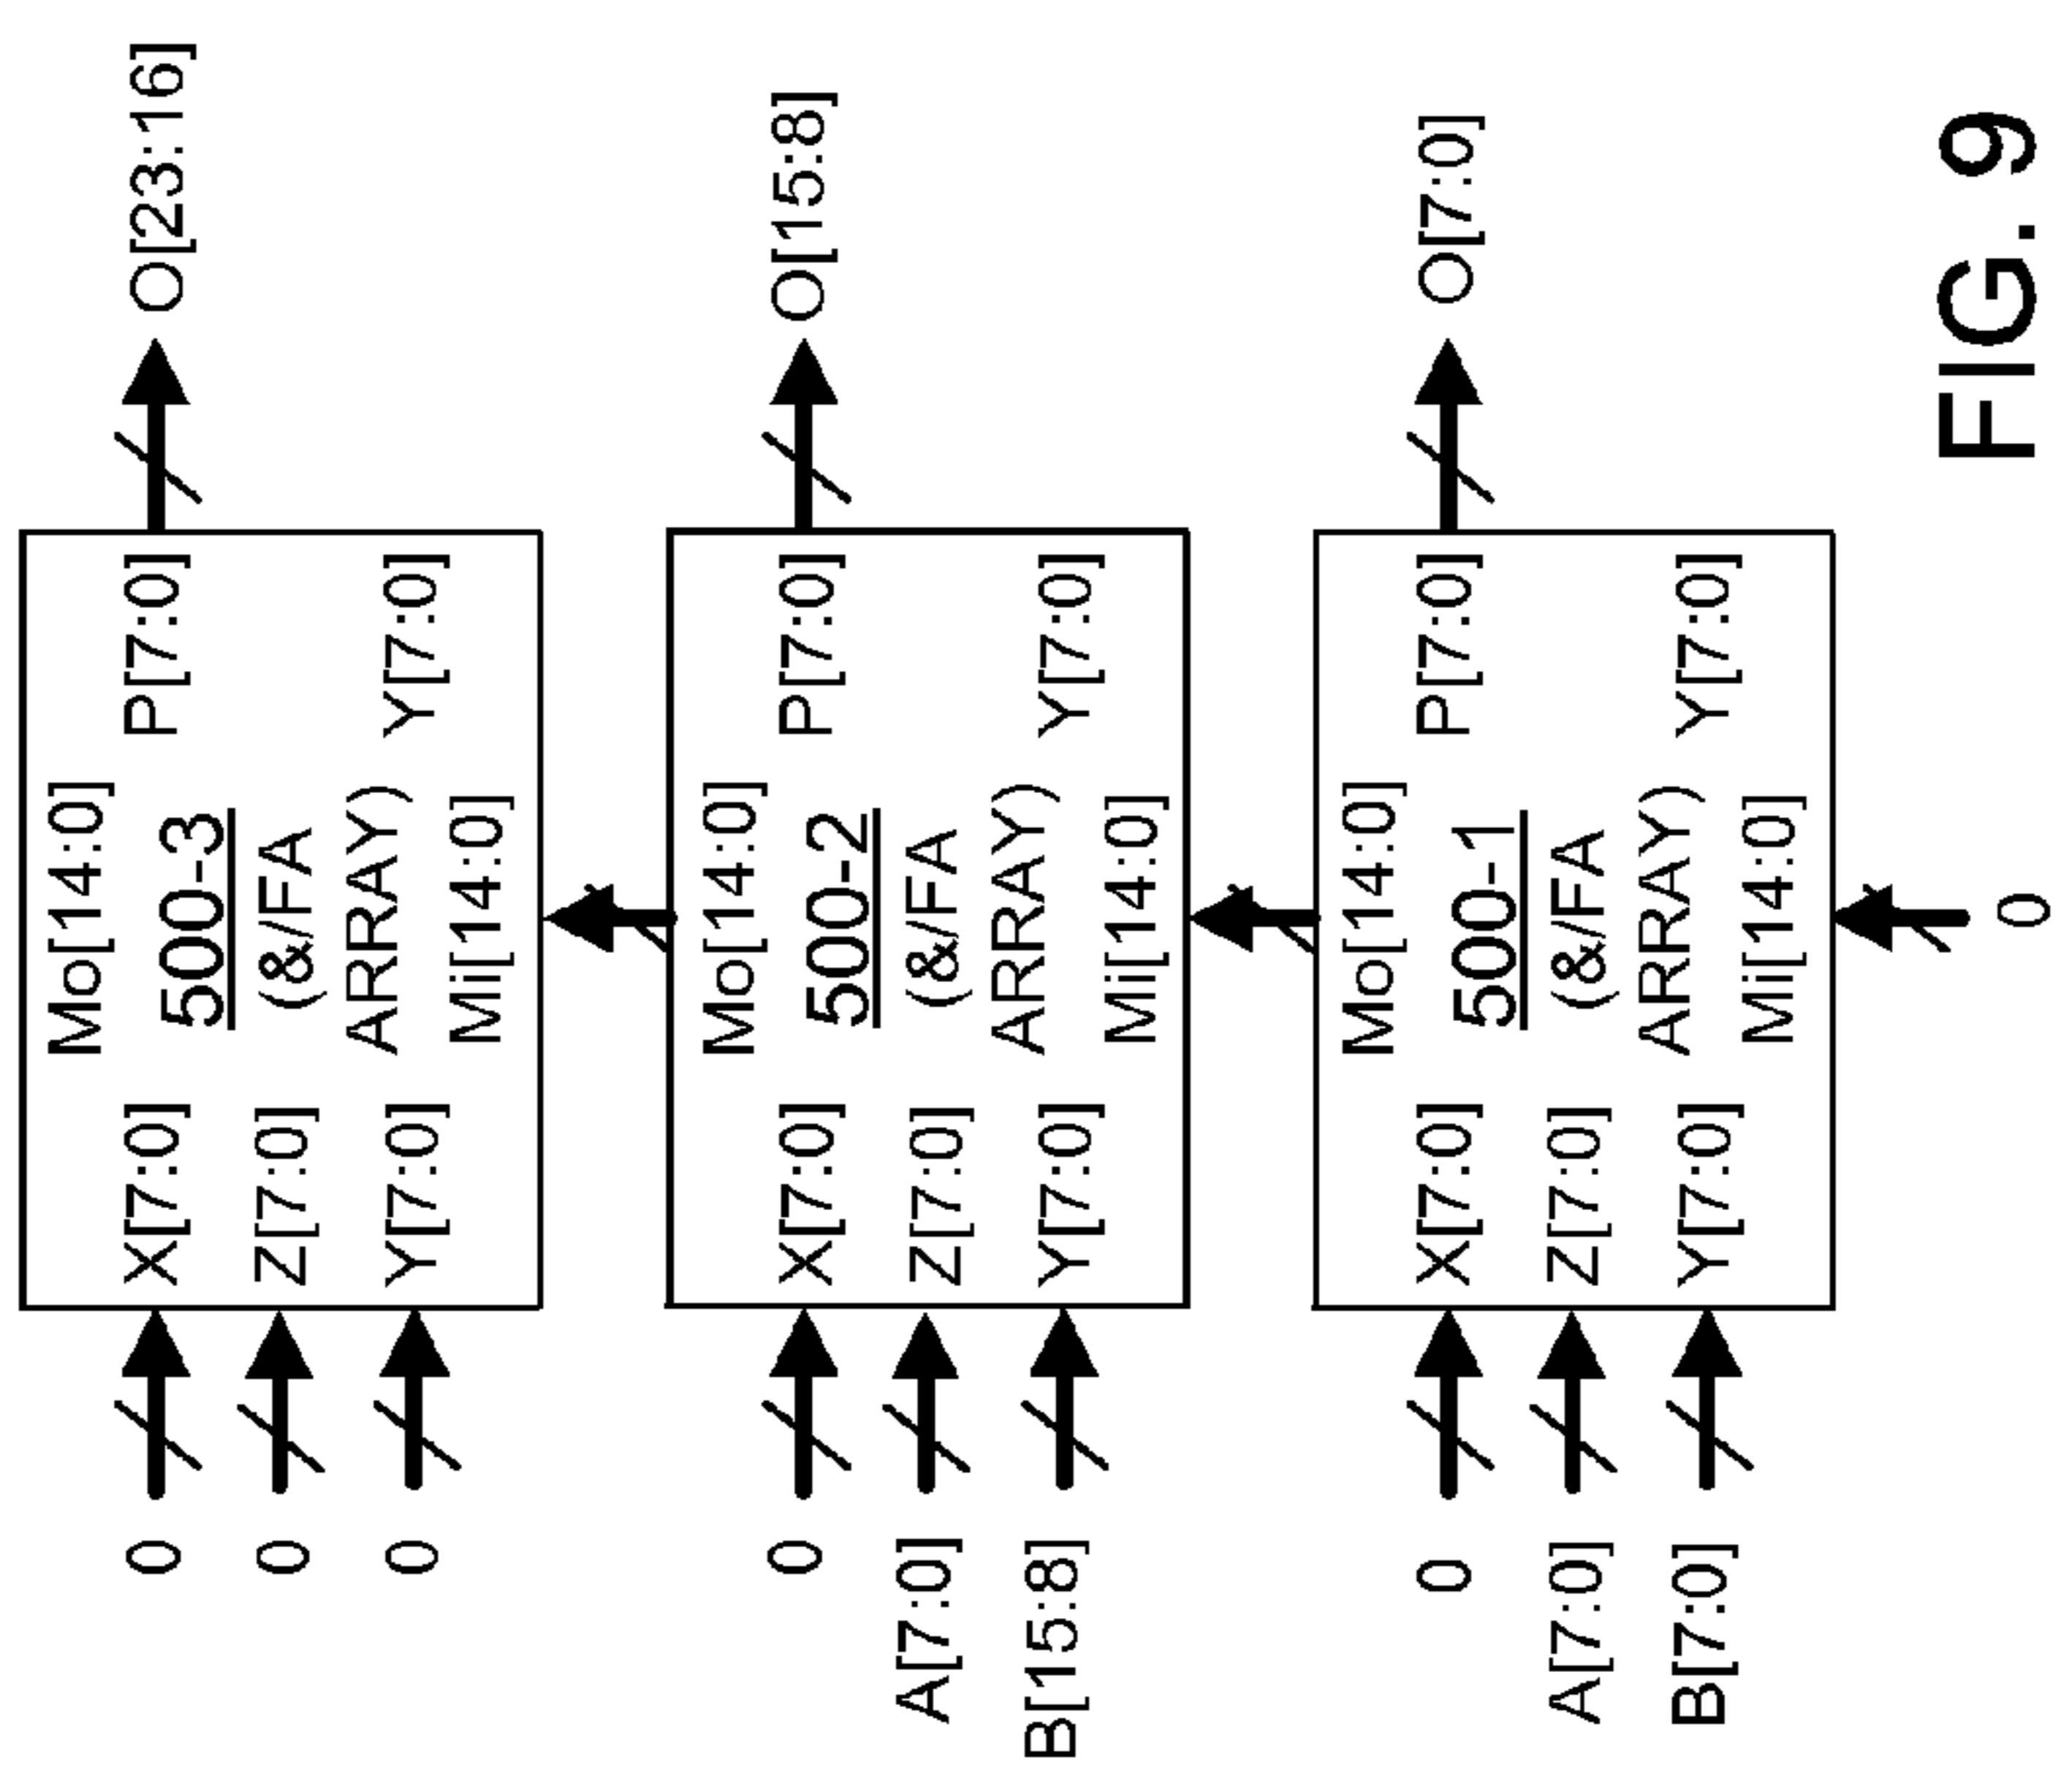 Mo[14:0]
0 X[7:0] P[7:0] O[23:16]
500-3
0 Z[7:0] (&/FA
ARRAY)
0 Y[7:0] Y[7:0]
Mi[14:0]
Mo[14:0]
0 X[7:0] P[7:0] O[15:8]
500-2
A[7:0] Z[7:0] (&/FA
ARRAY)
B[15:8] Y[7:0] Y[7:0]
Mi[14:0]
Mo[14:0]
0 X[7:0] P[7:0] O[7:0]
500-1
A[7:0] Z[7:0] (&/FA
ARRAY)
B[7:0] Y[7:0] Y[7:0]
Mi[14:0]
0
FIG. 9